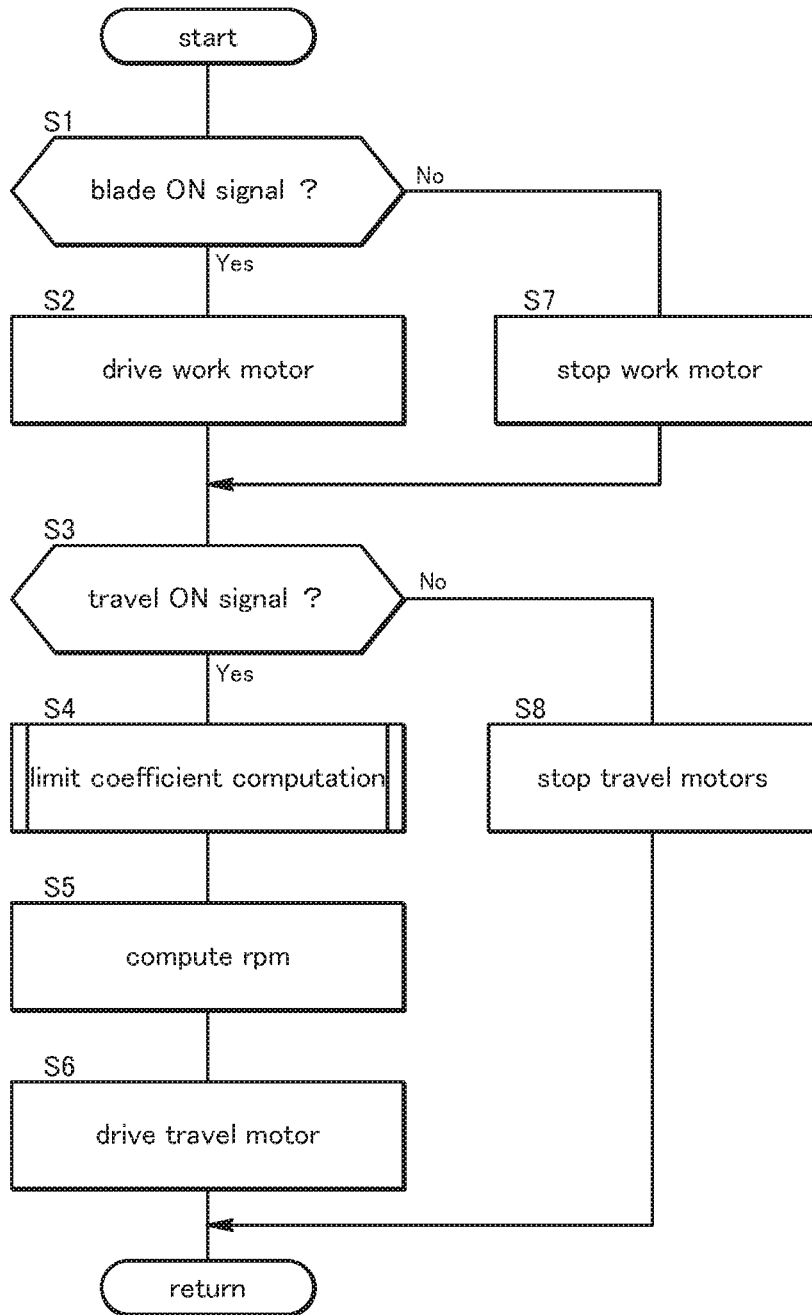 start
S1
blade ON signal ?
No
Yes
S2
drive work motor
S7
stop work motor
S3
travel ON signal ?
No
Yes
S4
limit coefficient computation
S8
stop travel motors
S5
compute rpm
S6
drive travel motor
return